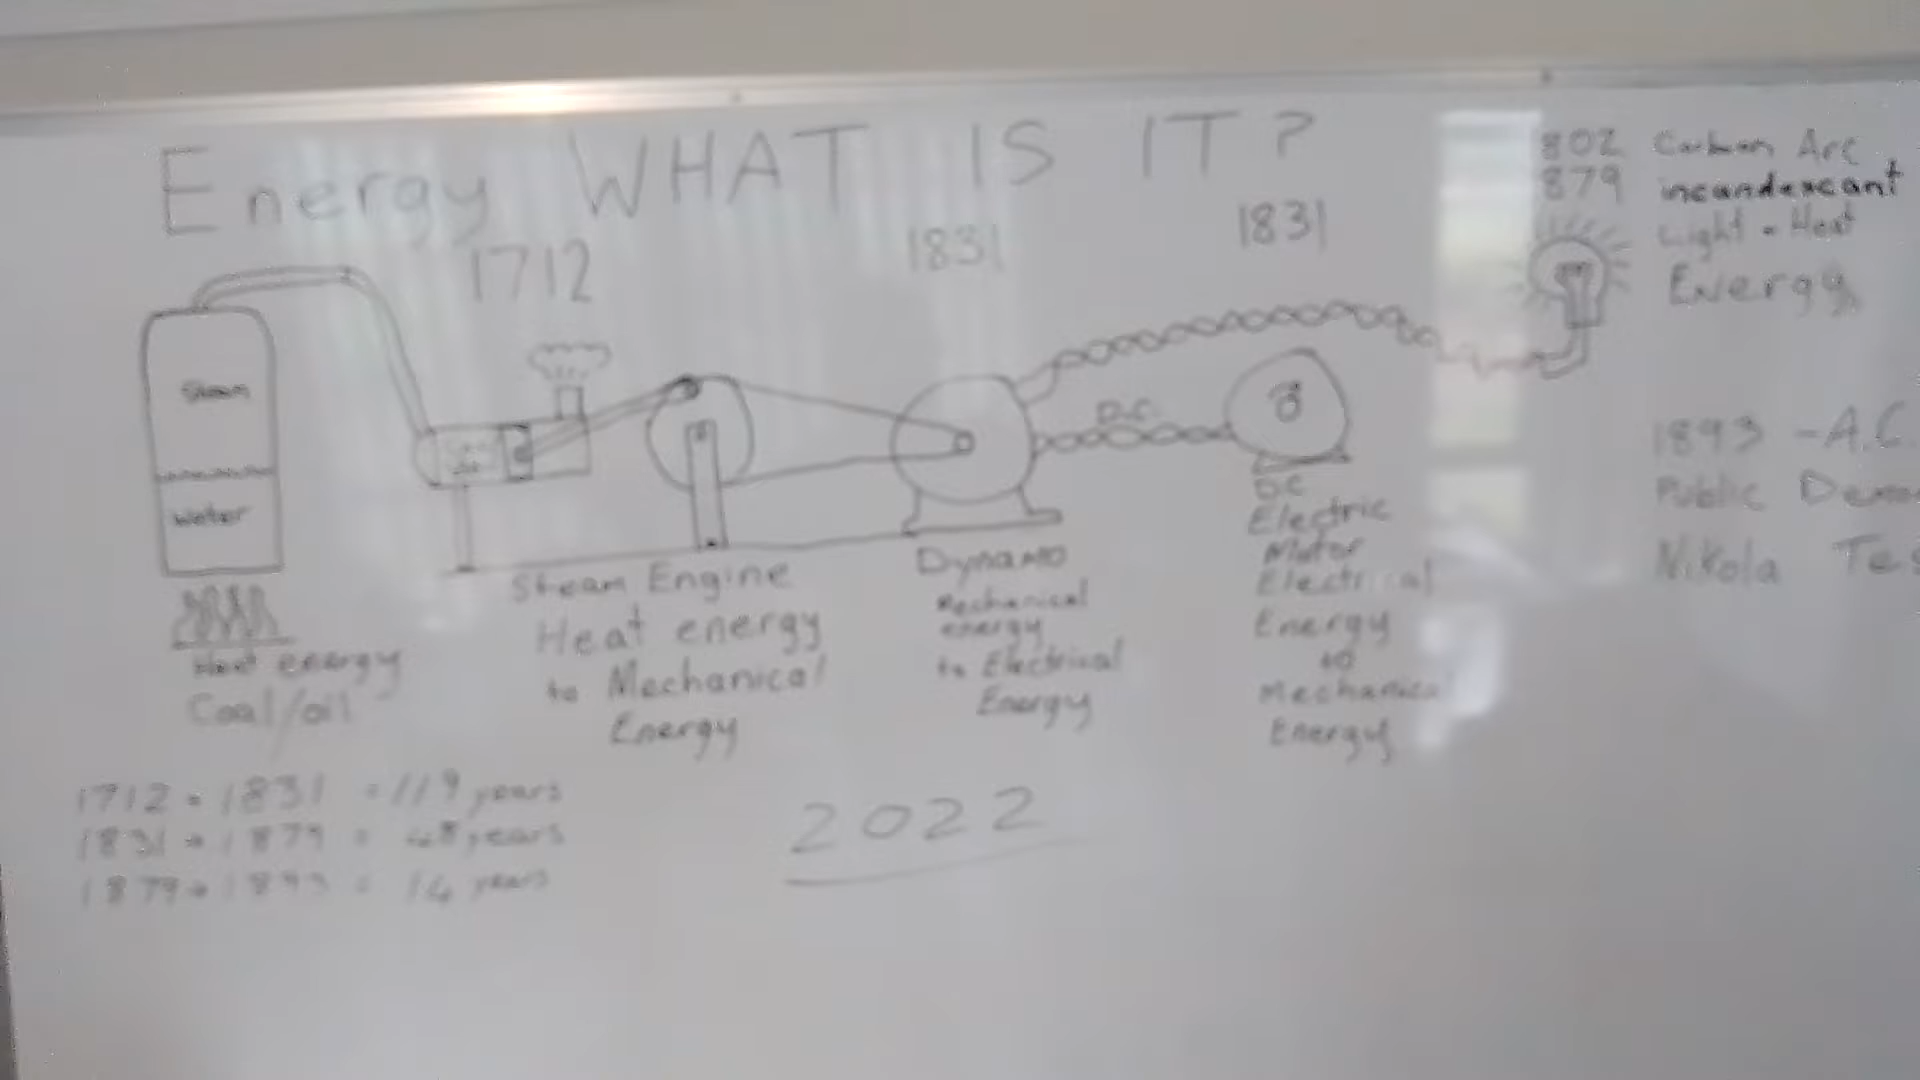 Energy WHAT IS IT?
802 Carbon Arc
879 incandexcant
Light - Heat
Energy
1712
1831
1831
Steam
Water
D.C.
1893 - A.C.
Public Demo
Nikola Tes
Heat energy
Coal/oil
Steam Engine
Heat energy
to Mechanical
Energy
Dynamo
Mechanical
energy
to Electrical
Energy
DC
Electric
Motor
Electrical
Energy
to
Mechanical
Energy
1712 - 1831 = 119 years
1831 - 1879 = 48 years
1879 - 1893 = 14 years
2022